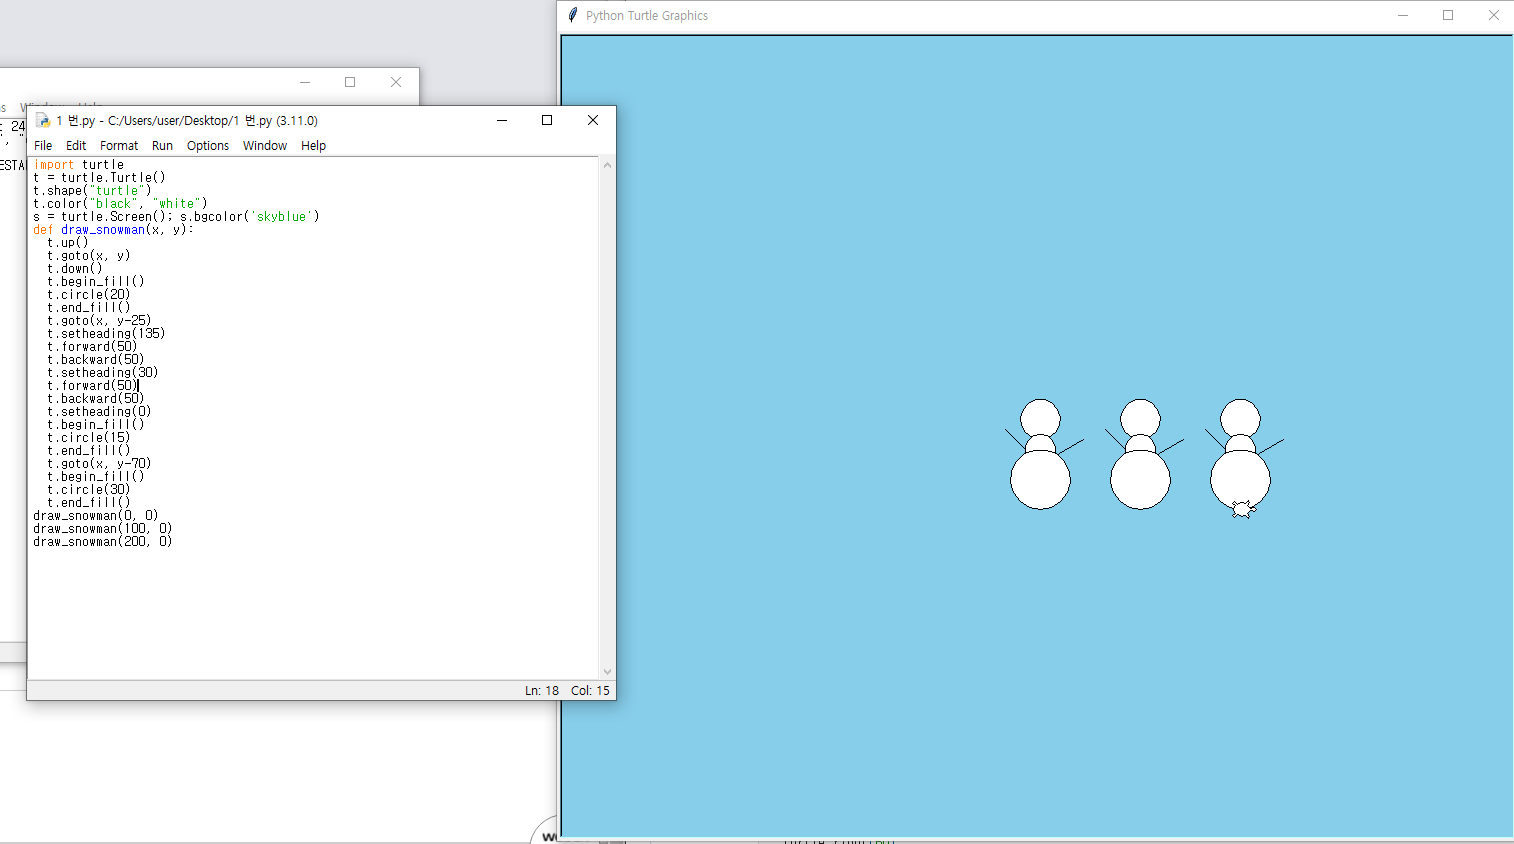 Python Turtle Graphics
24
ESTA
1 번.py - C:/Users/user/Desktop/1 번.py (3.11.0)
File Edit Format Run Options Window Help
import turtle
t = turtle.Turtle()
t.shape("turtle")
t.color("black", "white")
s = turtle.Screen(); s.bgcolor('skyblue')
def draw_snowman(x, y):
  t.up()
  t.goto(x, y)
  t.down()
  t.begin_fill()
  t.circle(20)
  t.end_fill()
  t.goto(x, y-25)
  t.setheading(135)
  t.forward(50)
  t.backward(50)
  t.setheading(30)
  t.forward(50)
  t.backward(50)
  t.setheading(0)
  t.begin_fill()
  t.circle(15)
  t.end_fill()
  t.goto(x, y-70)
  t.begin_fill()
  t.circle(30)
  t.end_fill()
draw_snowman(0, 0)
draw_snowman(100, 0)
draw_snowman(200, 0)
Ln: 18 Col: 15